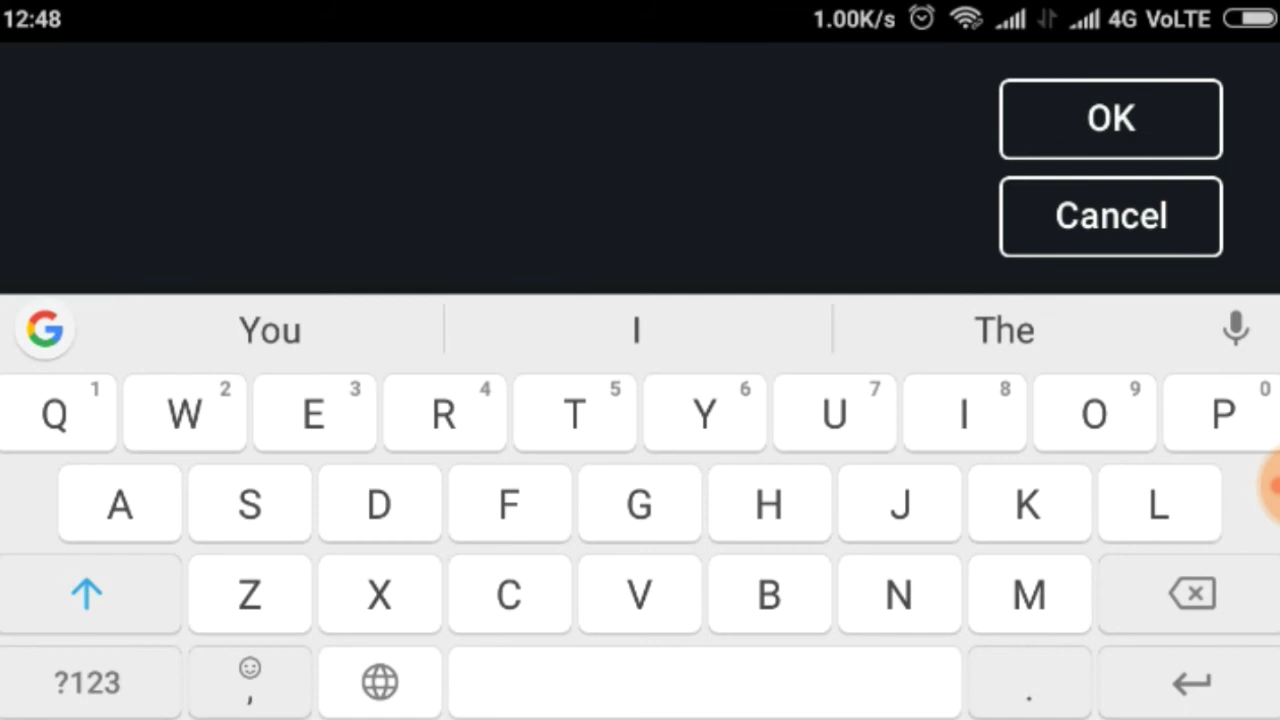 12:48 1.00K/s 4G VoLTE
OK
Cancel
You I The
Q 1 W 2 E 3 R 4 T 5 Y 6 U 7 I 8 O 9 P 0
A S D F G H J K L
Z X C V B N M
?123 , .